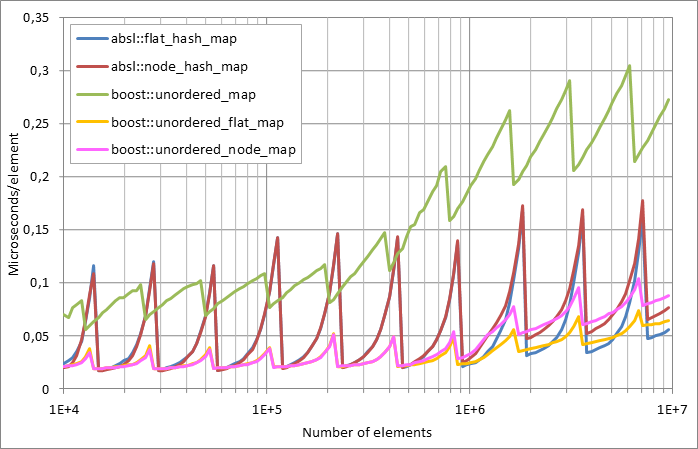 0,35
0,3
0,25
0,2
0,15
0,1
0,05
0
Microseconds/element
absl::flat_hash_map
absl::node_hash_map
boost::unordered_map
boost::unordered_flat_map
boost::unordered_node_map
1E+4
1E+5
1E+6
1E+7
Number of elements